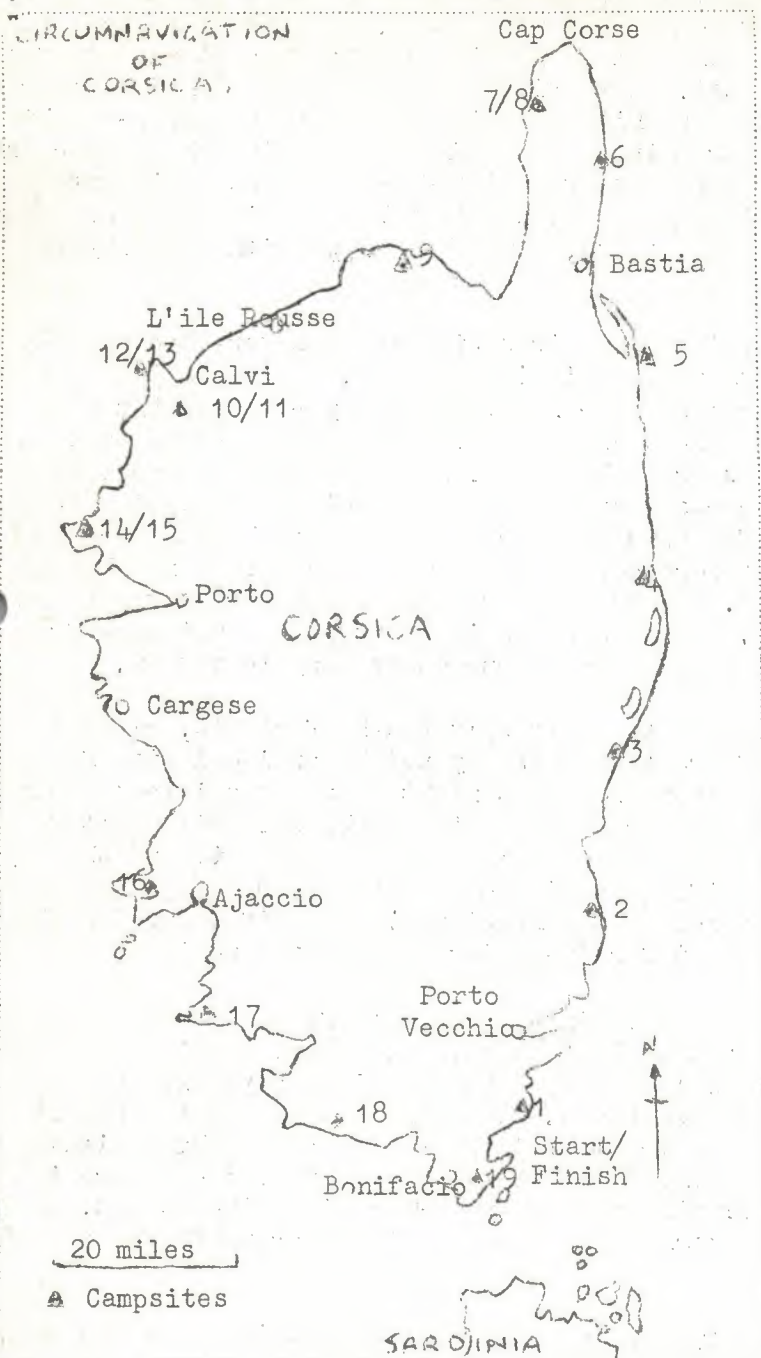 CIRCUMNAVIGATION
OF
CORSICA.
Cap Corse
7/8
6
9
Bastia
L'ile Rousse
12/13
5
Calvi
10/11
14/15
4
Porto
CORSICA
Cargese
3
16
Ajaccio
2
Porto
Vecchio
17
N
1
18
Start/
Bonifacio
19
Finish
20 miles
Campsites
SARDINIA